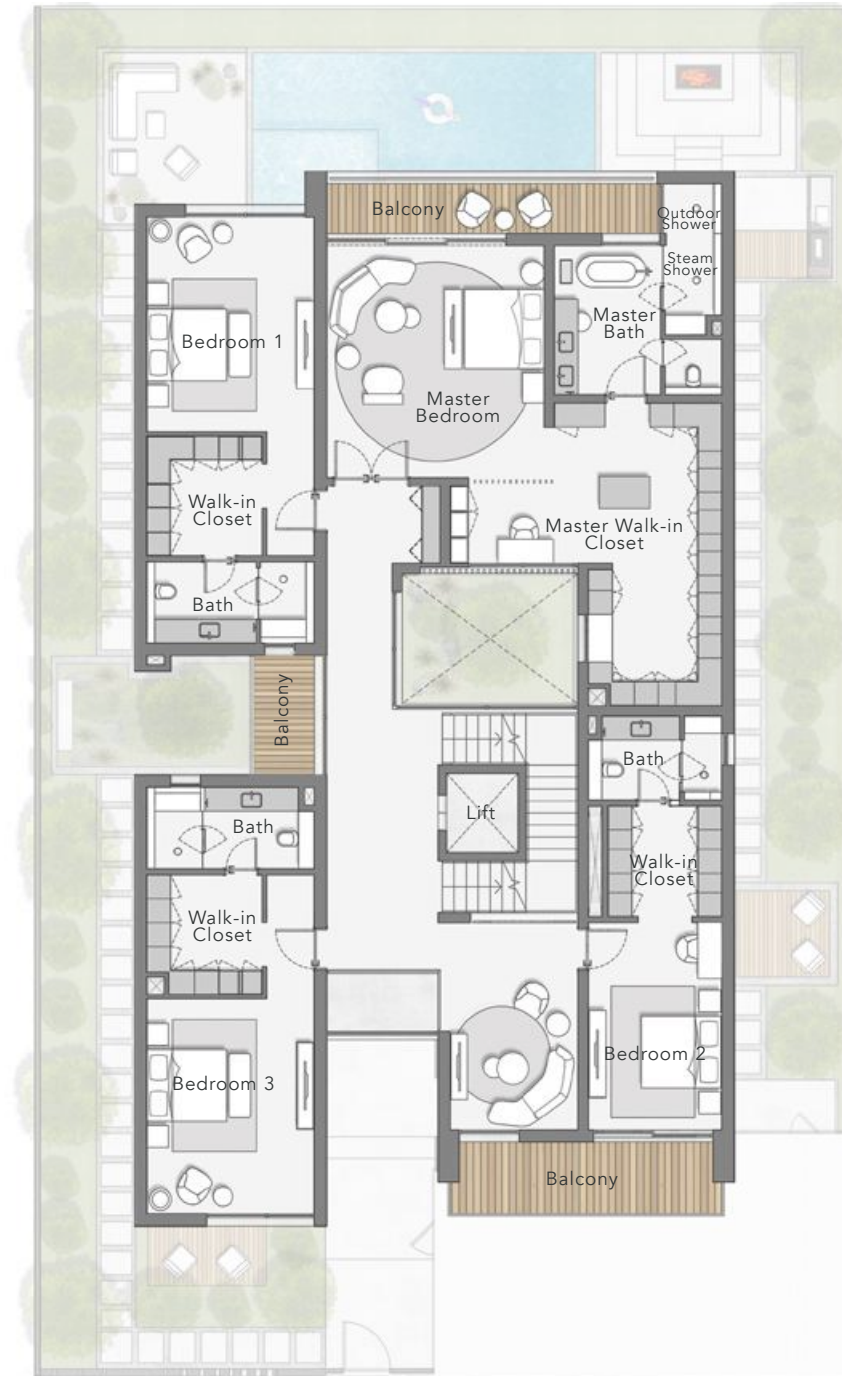 Balcony
Outdoor
Shower
Steam
Shower
Bedroom 1
Master
Bath
Master
Bedroom
Walk-in
Closet
Master Walk-in
Closet
Bath
Balcony
Bath
Lift
Bath
Walk-in
Closet
Walk-in
Closet
Bedroom 2
Bedroom 3
Balcony